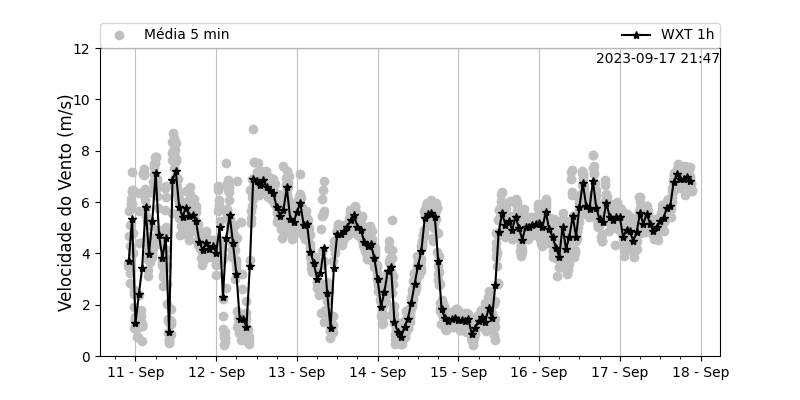 Média 5 min
WXT 1h
2023-09-17 21:47
Velocidade do Vento (m/s)
12
10
8
6
4
2
0
11 - Sep
12 - Sep
13 - Sep
14 - Sep
15 - Sep
16 - Sep
17 - Sep
18 - Sep